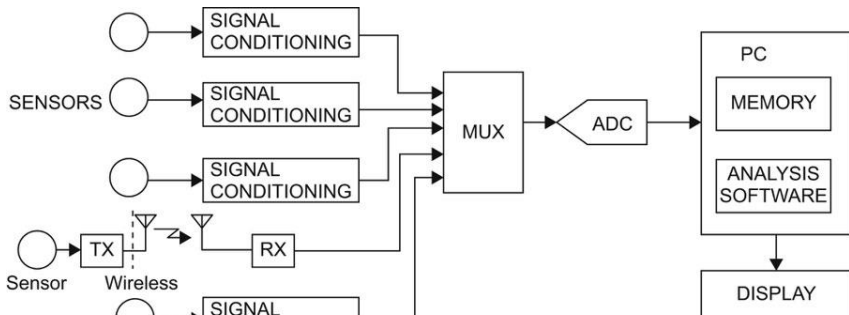 SIGNAL
CONDITIONING
SENSORS
SIGNAL
CONDITIONING
SIGNAL
CONDITIONING
MUX
ADC
PC
MEMORY
ANALYSIS
SOFTWARE
TX
RX
Sensor
Wireless
SIGNAL
DISPLAY